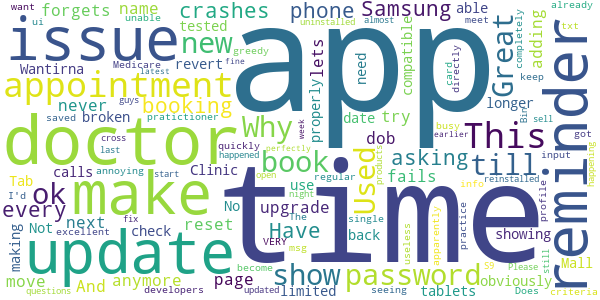 app
time
doctor
issue
update
make
appointment
reminder
This
Great
new
book
booking
password
show
Why
Used
ok
till
Samsung
phone
crashes
asking
Have
every
page
reset
upgrade
next
calls
Clinic
tablets
fails
try
need
date
dob
lets
properly
compatible
adding
able
longer
showing
never
broken
tested
revert
name
forgets
Wantirna
Tab
Not
And
anymore
move
making
check
back
limited
obviously
use
No
info
Mall
txt
almost
uninstalled
greedy
meet
want
ui
unable
Medicare
latest
fine
guys
pratictioner
saved
cross
last
annoying
quickly
happened
perfectly
week
start
open
night
regular
products
single
The
I'd
fix
excellent
VERY
msg
developers
updated
become
useless
apparently
seeing
practice
S9
Please
still
Does
criteria
questions
profile
reinstalled
input
got
happening
busy
earlier
Bin
sell
keep
completely
directly
card
already